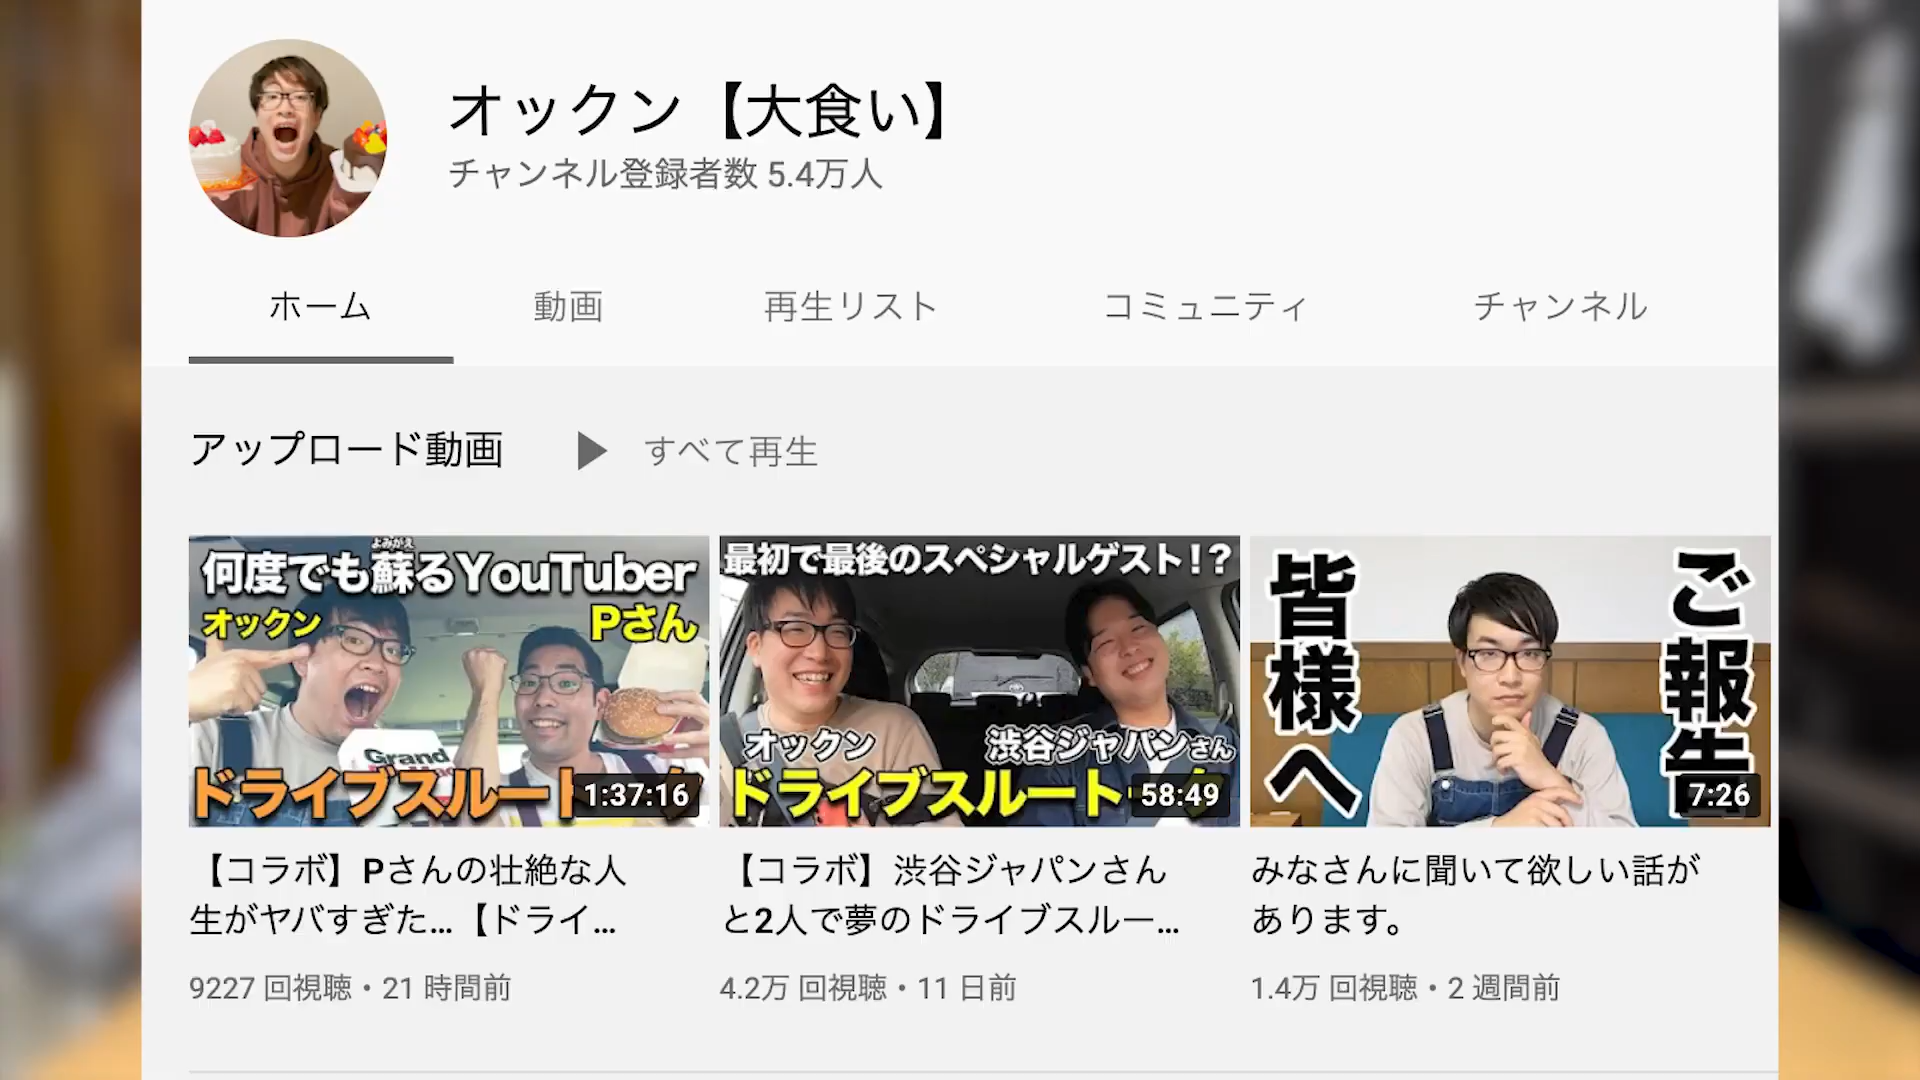 オックン【大食い】
チャンネル登録者数 5.4万人
ホーム
動画
再生リスト
コミュニティ
チャンネル
アップロード動画
すべて再生
何度でも蘇るYouTuber
よみがえ
オックン
Pさん
Grand
ドライブスルー
1:37:16
最初で最後のスペシャルゲスト!?
オックン
渋谷ジャパンさん
ドライブスルー
58:49
皆様へ
ご報告
7:26
【コラボ】Pさんの壮絶な人
生がヤバすぎた...【ドライ...
【コラボ】渋谷ジャパンさん
と2人で夢のドライブスルー...
みなさんに聞いて欲しい話が
あります。
9227 回視聴・21 時間前
4.2万 回視聴・11 日前
1.4万 回視聴・2 週間前